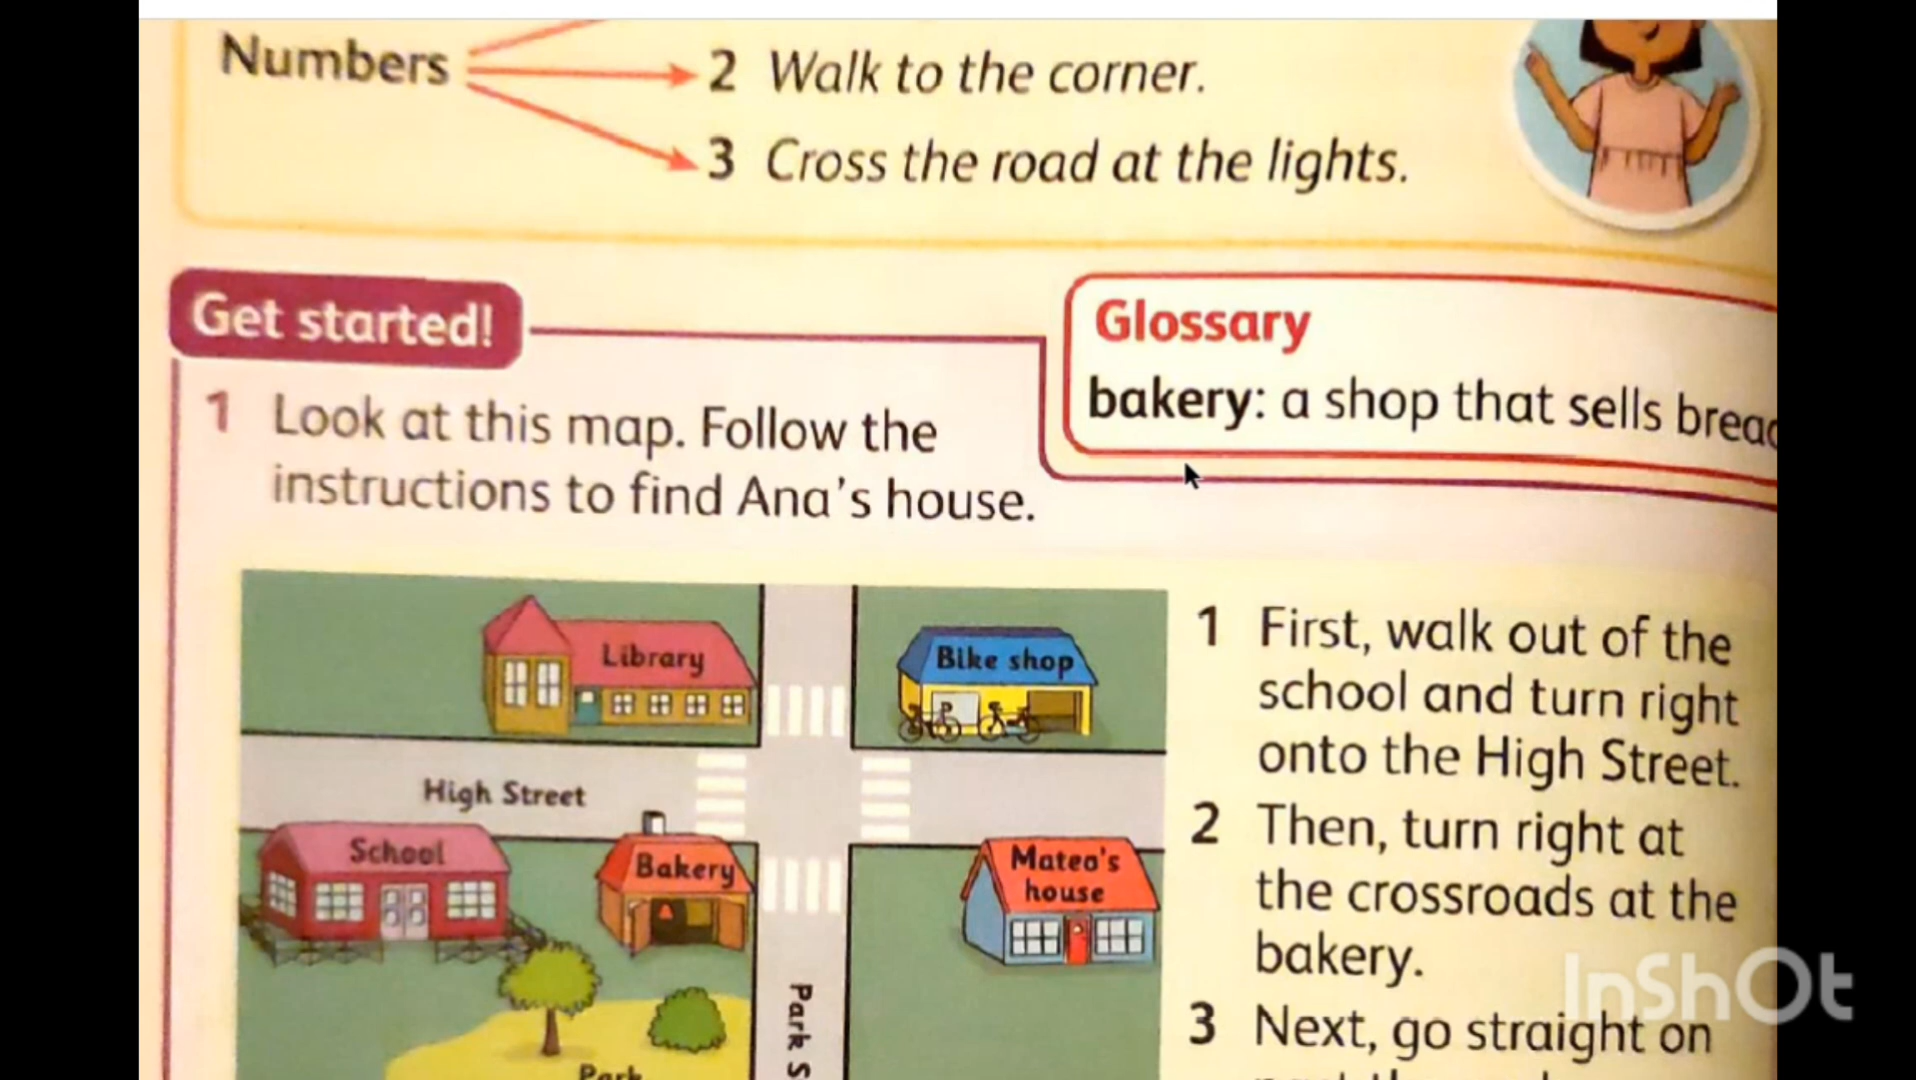 Numbers
2 Walk to the corner.
3 Cross the road at the lights.
Get started!
Glossary
bakery: a shop that sells
1 Look at this map. Follow the
instructions to find Ana's house.
Library
Bike shop
High Street
School
Bakery
Mateo's
house
Park
Park
1 First, walk out of the
school and turn right
onto the High Street.
2 Then, turn right at
the crossroads at the
bakery.
3 Next, go straight on
InShOt